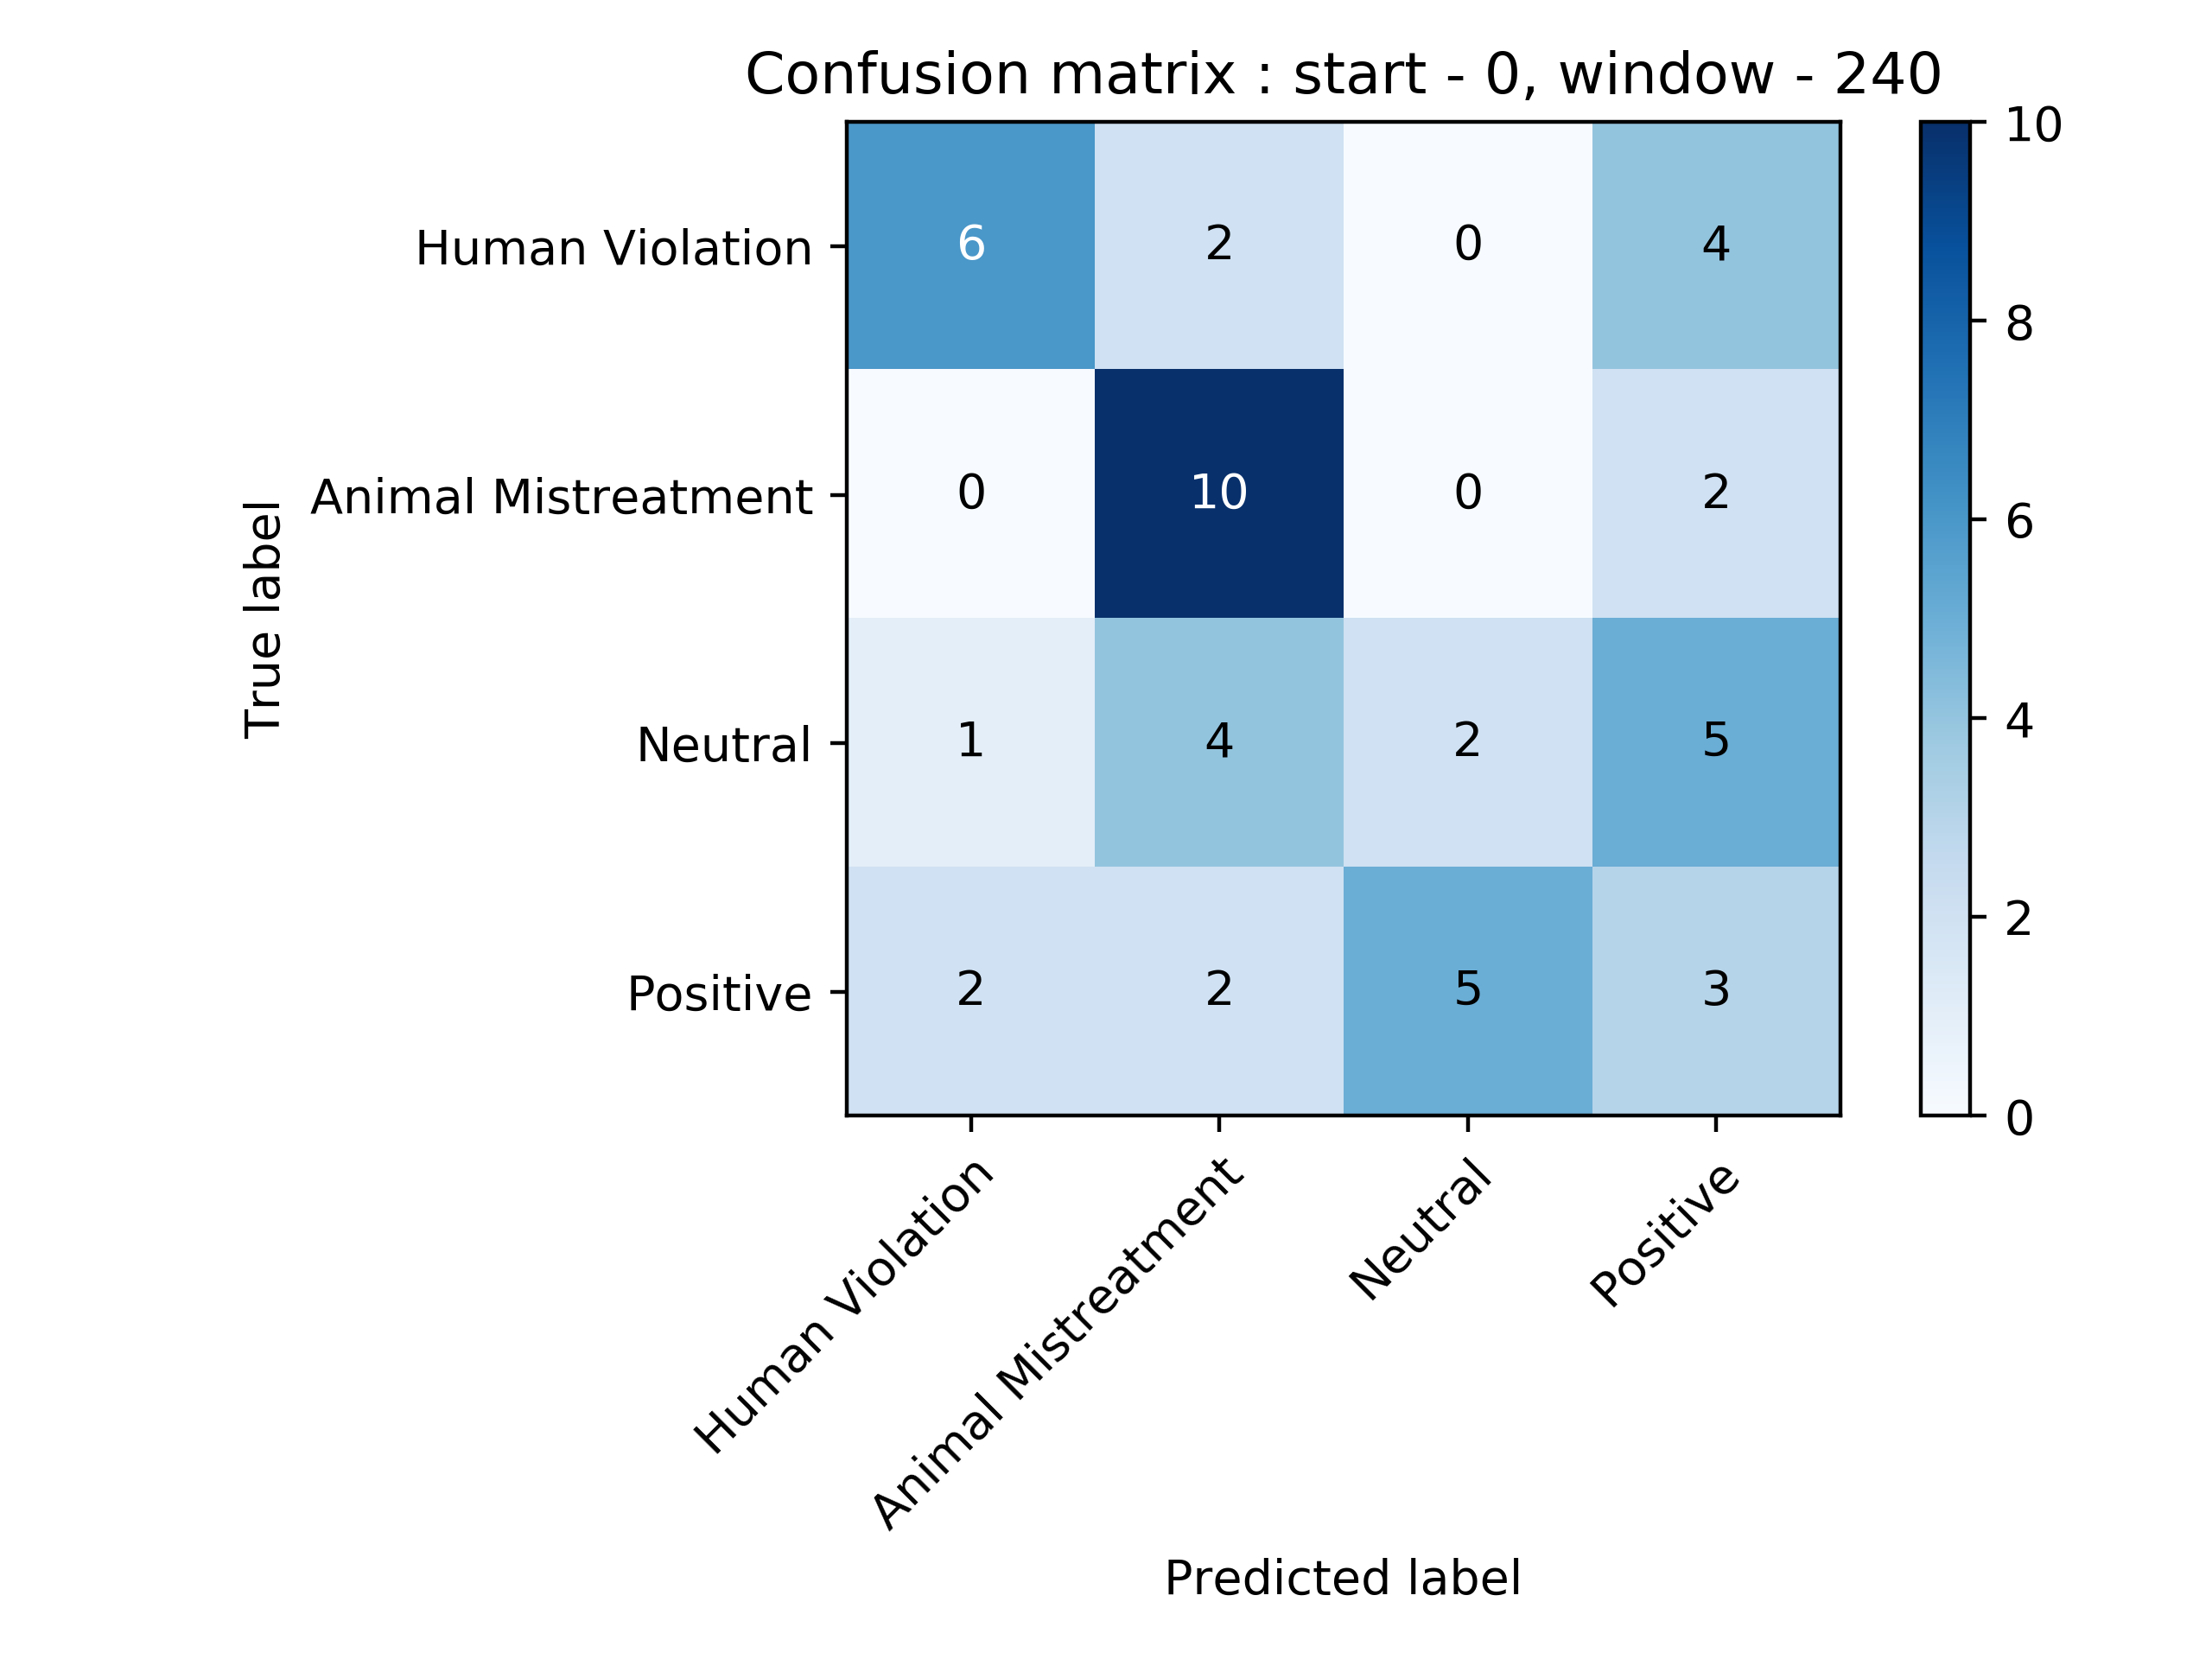 Confusion matrix : start - 0, window - 240
True label
Human Violation 6 2 0 4
Animal Mistreatment 0 10 0 2
Neutral 1 4 2 5
Positive 2 2 5 3
Human Violation
Animal Mistreatment
Neutral
Positive
Predicted label
10
8
6
4
2
0